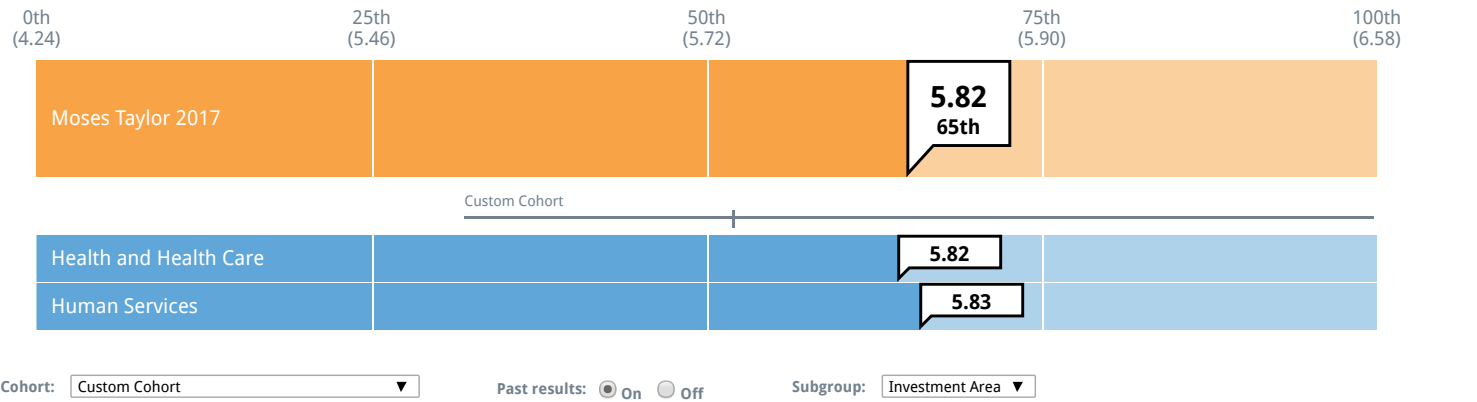 0th 25th 50th 75th 100th
(4.24) (5.46) (5.72) (5.90) (6.58)
Moses Taylor 2017
5.82
65th
Custom Cohort
Health and Health Care 5.82
Human Services 5.83
Cohort: Custom Cohort ▼ Past results: On Off Subgroup: Investment Area ▼